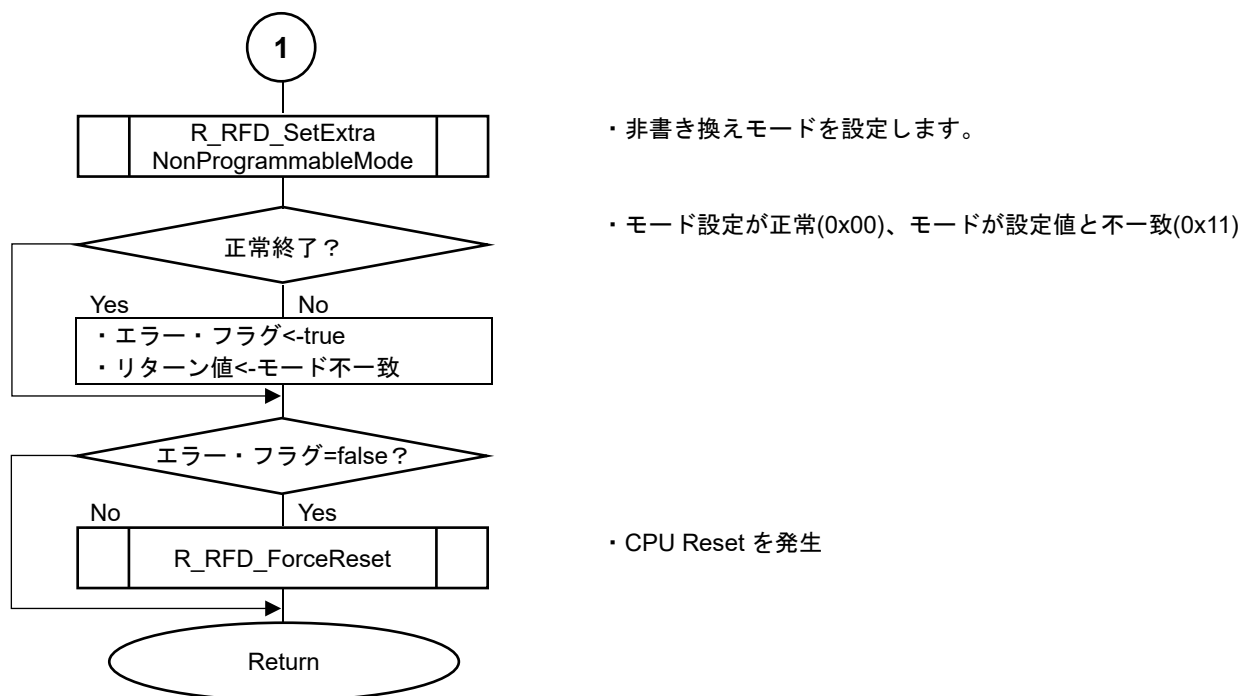 1
R_RFD_SetExtra
NonProgrammableMode
・非書き換えモードを設定します。
正常終了？
・モード設定が正常(0x00)、モードが設定値と不一致(0x11)
Yes
No
・エラー・フラグ<-true
・リターン値<-モード不一致
エラー・フラグ=false？
No
Yes
R_RFD_ForceReset
・CPU Reset を発生
Return